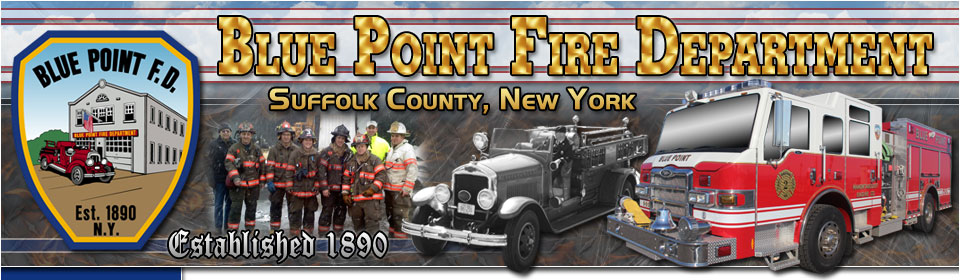 BLUE POINT FIRE DEPARTMENT
SUFFOLK COUNTY, NEW YORK
BLUE POINT F.D.
BLUE POINT FIRE DEPARTMENT
Est. 1890
N.Y.
Established 1890
BLUE POINT
2